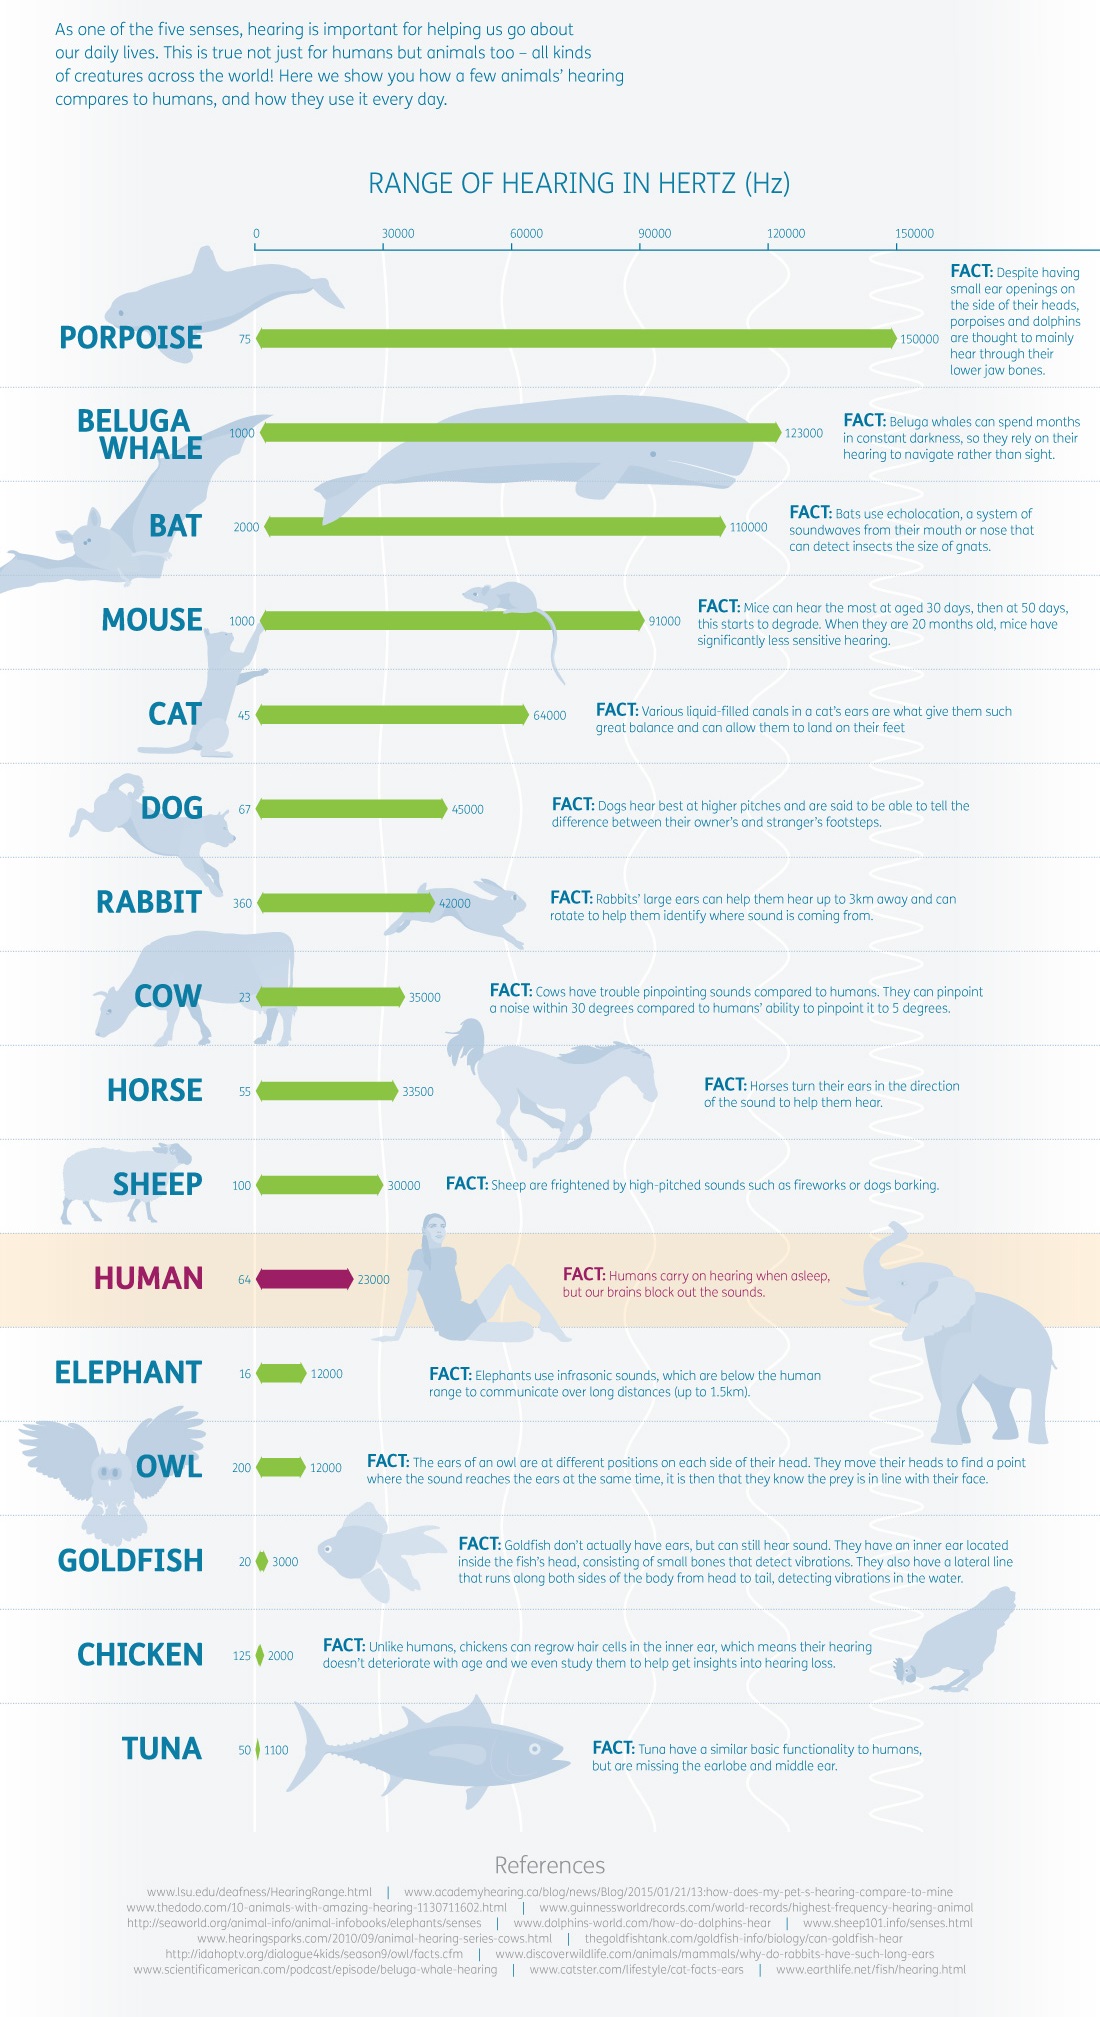 As one of the five senses, hearing is important for helping us go about
our daily lives. This is true not just for humans but animals too – all kinds
of creatures across the world! Here we show you how a few animals' hearing
compares to humans, and how they use it every day.
RANGE OF HEARING IN HERTZ (Hz)
0 30000 60000 90000 120000 150000
PORPOISE 75 150000
FACT: Despite having
small ear openings on
the side of their heads,
porpoises and dolphins
are thought to mainly
hear through their
lower jaw bones.
BELUGA
WHALE
1000 123000
FACT: Beluga whales can spend months
in constant darkness, so they rely on their
hearing to navigate rather than sight.
BAT 2000 110000
FACT: Bats use echolocation, a system of
soundwaves from their mouth or nose that
can detect insects the size of gnats.
MOUSE 1000 91000
FACT: Mice can hear the most at aged 30 days, then at 50 days,
this starts to degrade. When they are 20 months old, mice have
significantly less sensitive hearing.
CAT 45 64000
FACT: Various liquid-filled canals in a cat's ears are what give them such
great balance and can allow them to land on their feet
DOG 67 45000
FACT: Dogs hear best at higher pitches and are said to be able to tell the
difference between their owner's and stranger's footsteps.
RABBIT 360 42000
FACT: Rabbits' large ears can help them hear up to 3km away and can
rotate to help them identify where sound is coming from.
COW 23 35000
FACT: Cows have trouble pinpointing sounds compared to humans. They can pinpoint
a noise within 30 degrees compared to humans' ability to pinpoint it to 5 degrees.
HORSE 55 33500
FACT: Horses turn their ears in the direction
of the sound to help them hear.
SHEEP 100 30000
FACT: Sheep are frightened by high-pitched sounds such as fireworks or dogs barking.
HUMAN 64 23000
FACT: Humans carry on hearing when asleep,
but our brains block out the sounds.
ELEPHANT 16 12000
FACT: Elephants use infrasonic sounds, which are below the human
range to communicate over long distances (up to 1.5km).
OWL 200 12000
FACT: The ears of an owl are at different positions on each side of their head. They move their heads to find a point
where the sound reaches the ears at the same time, it is then that they know the prey is in line with their face.
GOLDFISH 20 3000
FACT: Goldfish don't actually have ears, but can still hear sound. They have an inner ear located
inside the fish's head, consisting of small bones that detect vibrations. They also have a lateral line
that runs along both sides of the body from head to tail, detecting vibrations in the water.
CHICKEN 125 2000
FACT: Unlike humans, chickens can regrow hair cells in the inner ear, which means their hearing
doesn't deteriorate with age and we even study them to help get insights into hearing loss.
TUNA 50 1100
FACT: Tuna have a similar basic functionality to humans,
but are missing the earlobe and middle ear.
References
www.lsu.edu/deafness/HearingRange.html | www.academyhearing.ca/blog/news/Blog/2015/01/21/13:how-does-my-pet-s-hearing-compare-to-mine
www.thedodo.com/10-animals-with-amazing-hearing-1130711602.html | www.guinnessworldrecords.com/world-records/highest-frequency-hearing-animal
http://seaworld.org/animal-info/animal-infobooks/elephants/senses | www.dolphins-world.com/how-do-dolphins-hear | www.sheep101.info/senses.html
www.hearingsparks.com/2010/09/animal-hearing-series-cows.html | thegoldfishtank.com/goldfish-info/biology/can-goldfish-hear
http://idahoptv.org/dialogue4kids/season9/owl/facts.cfm | www.discoverwildlife.com/animals/mammals/why-do-rabbits-have-such-long-ears
www.scientificamerican.com/podcast/episode/beluga-whale-hearing | www.catster.com/lifestyle/cat-facts-ears | www.earthlife.net/fish/hearing.html